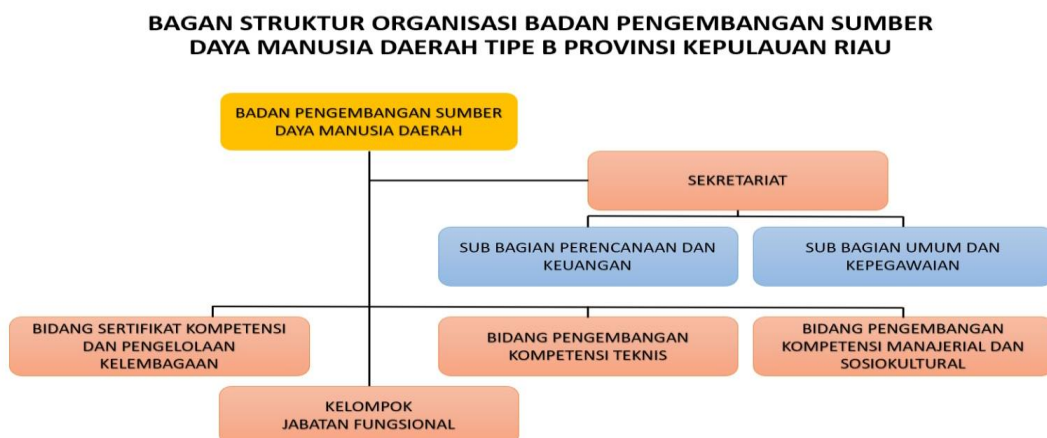 BAGAN STRUKTUR ORGANISASI BADAN PENGEMBANGAN SUMBER
DAYA MANUSIA DAERAH TIPE B PROVINSI KEPULAUAN RIAU
BADAN PENGEMBANGAN SUMBER
DAYA MANUSIA DAERAH
SEKRETARIAT
SUB BAGIAN PERENCANAAN DAN
KEUANGAN
SUB BAGIAN UMUM DAN
KEPEGAWAIAN
BIDANG SERTIFIKAT KOMPETENSI
DAN PENGELOLAAN
KELEMBAGAAN
BIDANG PENGEMBANGAN
KOMPETENSI TEKNIS
BIDANG PENGEMBANGAN
KOMPETENSI MANAJERIAL DAN
SOSIOKULTURAL
KELOMPOK
JABATAN FUNGSIONAL